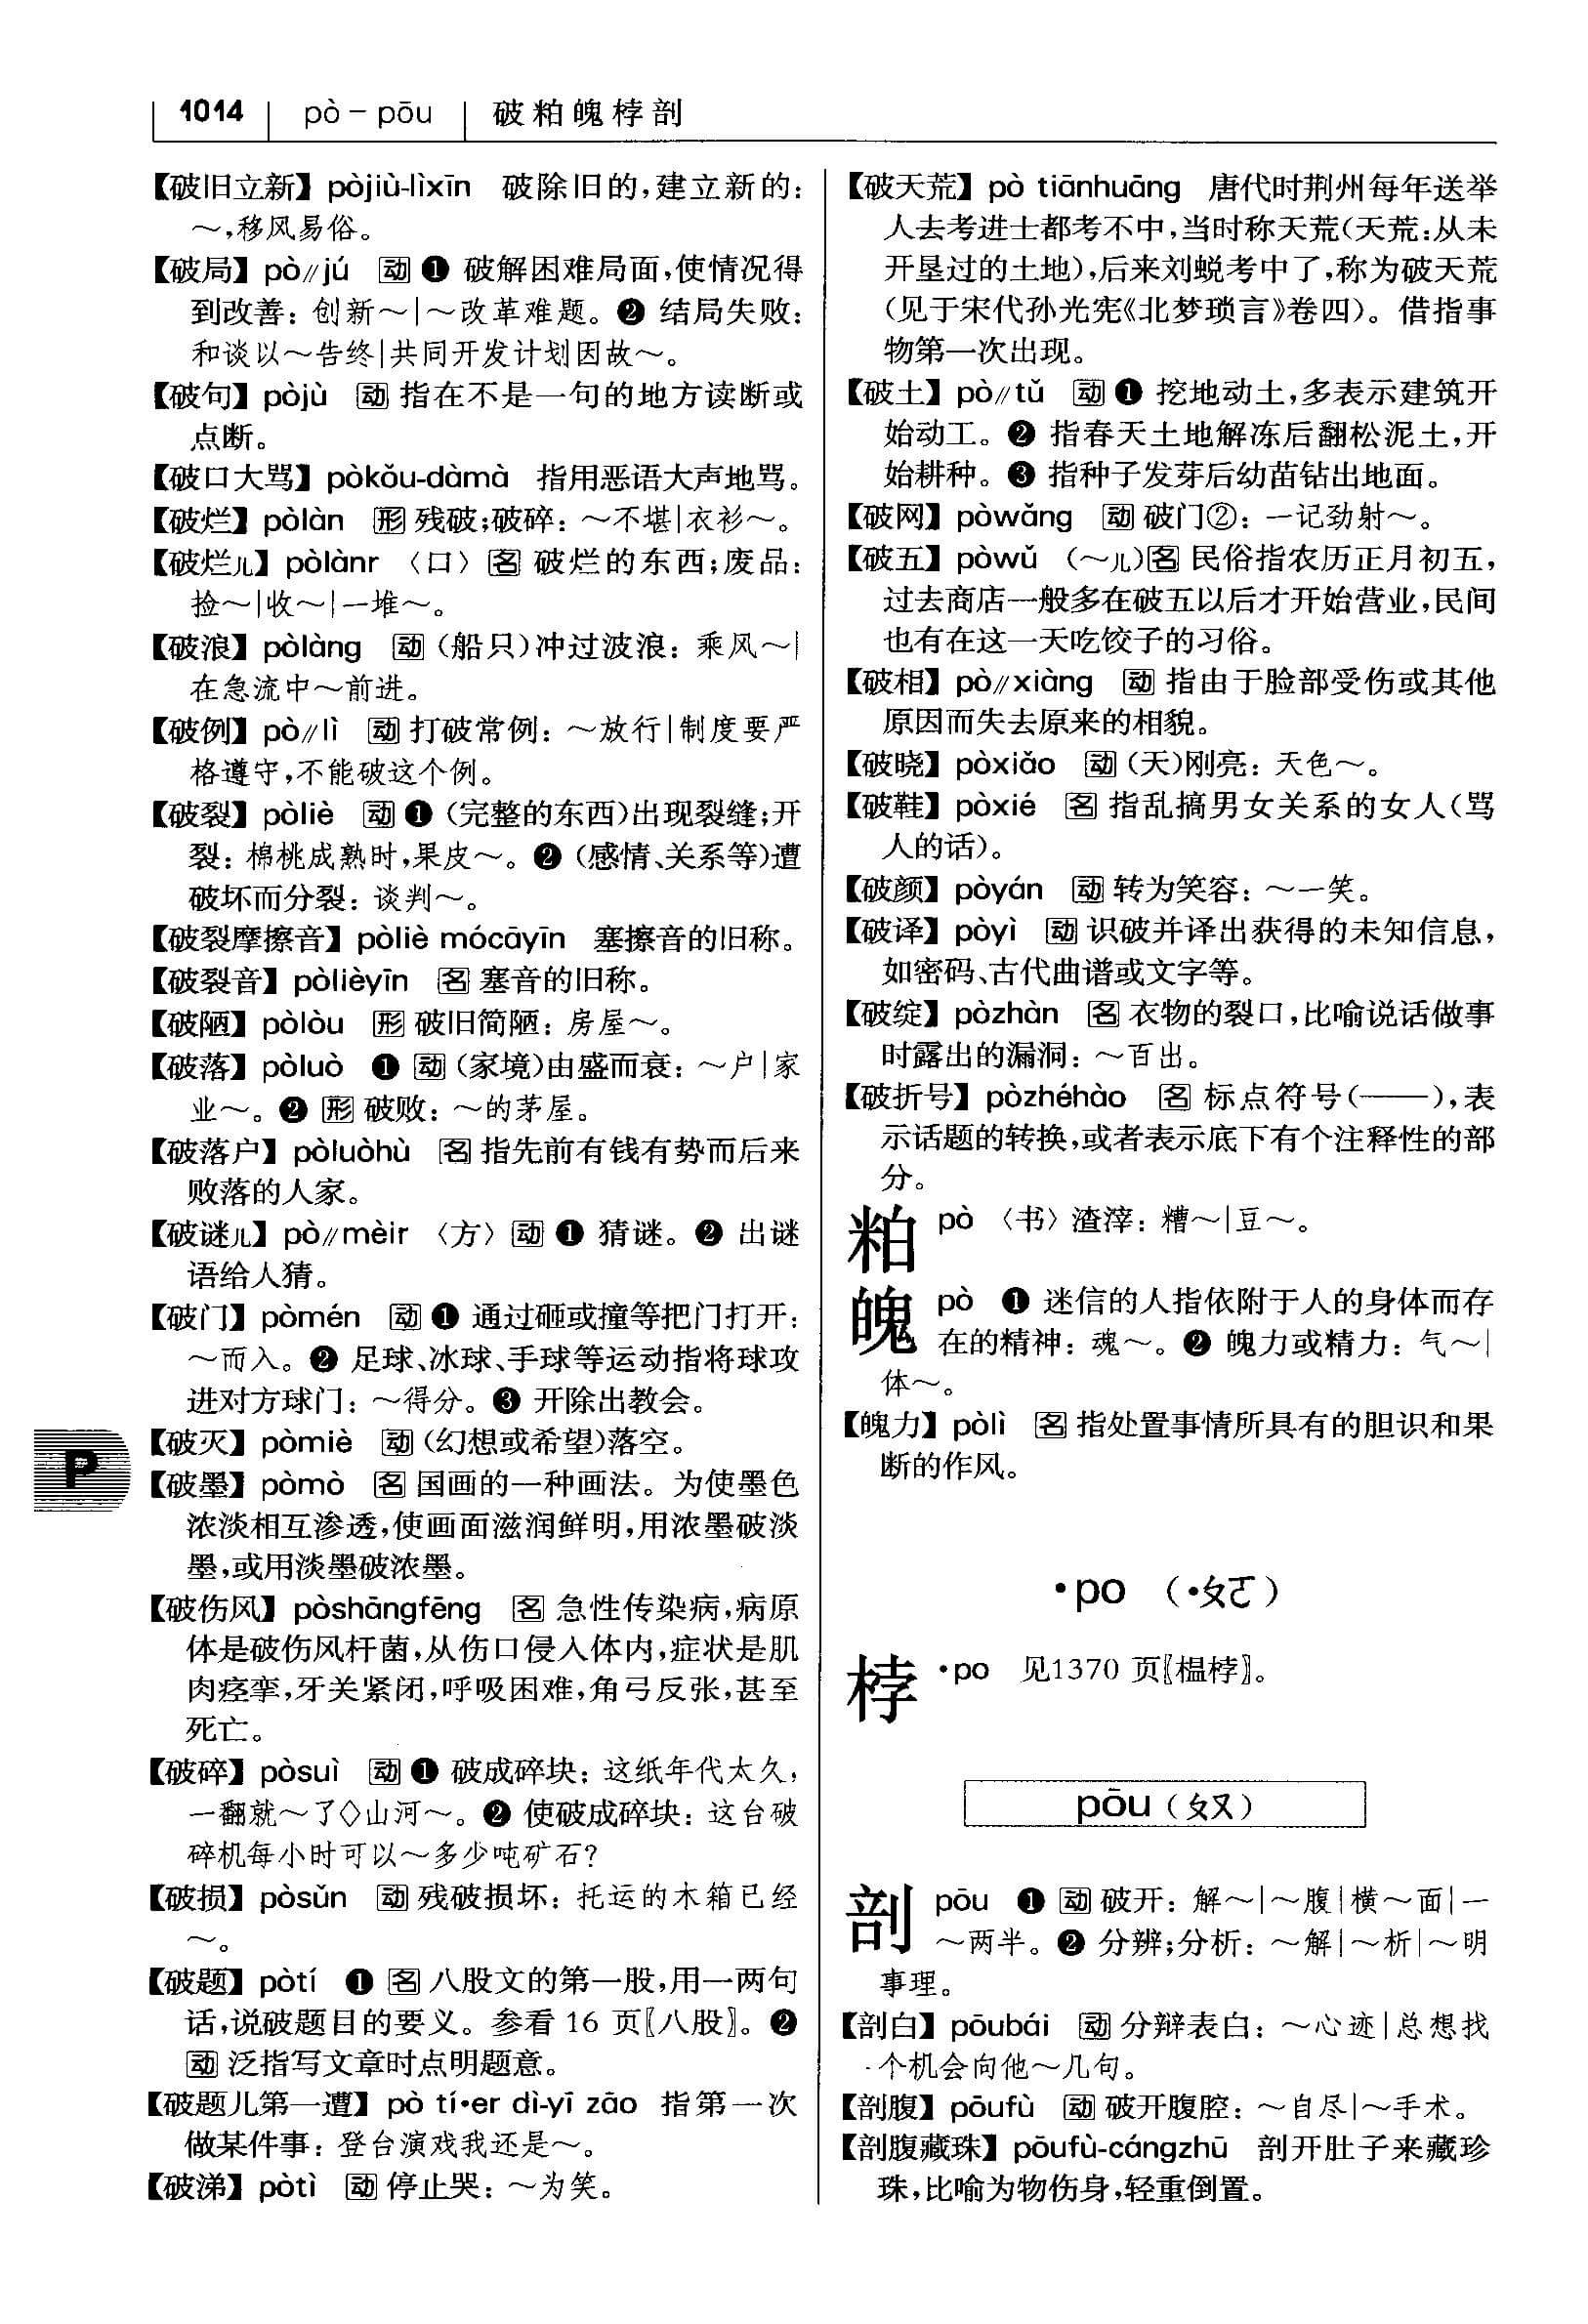 1014 pò－pōu 破粕魄桲剖
【破旧立新】pòjiù-lìxīn 破除旧的，建立新的：
～，移风易俗。
【破局】pò//jú 动 ❶ 破解困难局面，使情况得
到改善：创新～｜～改革难题。❷ 结局失败：
和谈以～告终｜共同开发计划因故～。
【破句】pòjù 动 指在不是一句的地方读断或
点断。
【破口大骂】pòkǒu-dàmà 指用恶语大声地骂。
【破烂】pòlàn 形 残破；破碎：～不堪｜衣衫～。
【破烂儿】pòlànr 〈口〉名 破烂的东西；废品：
捡～｜收～｜一堆～。
【破浪】pòlàng 动（船只）冲过波浪：乘风～｜
在急流中～前进。
【破例】pò//lì 动 打破常例：～放行｜制度要严
格遵守，不能破这个例。
【破裂】pòliè 动 ❶（完整的东西）出现裂缝；开
裂：棉桃成熟时，果皮～。❷（感情、关系等）遭
破坏而分裂：谈判～。
【破裂摩擦音】pòliè mócāyīn 塞擦音的旧称。
【破裂音】pòlièyīn 名 塞音的旧称。
【破陋】pòlòu 形 破旧简陋：房屋～。
【破落】pòluò ❶ 动（家境）由盛而衰：～户｜家
业～。❷ 形 破败：～的茅屋。
【破落户】pòluòhù 名 指先前有钱有势而后来
败落的人家。
【破谜儿】pò//mèir 〈方〉动 ❶ 猜谜。❷ 出谜
语给人猜。
【破门】pòmén 动 ❶ 通过砸或撞等把门打开：
～而入。❷ 足球、冰球、手球等运动指将球攻
进对方球门：～得分。❸ 开除出教会。
【破灭】pòmiè 动（幻想或希望）落空。
【破墨】pòmò 名 国画的一种画法。为使墨色
浓淡相互渗透，使画面滋润鲜明，用浓墨破淡
墨，或用淡墨破浓墨。
【破伤风】pòshāngfēng 名 急性传染病，病原
体是破伤风杆菌，从伤口侵入体内，症状是肌
肉痉挛，牙关紧闭，呼吸困难，角弓反张，甚至
死亡。
【破碎】pòsuì 动 ❶ 破成碎块：这纸年代太久，
一翻就～了◇山河～。❷ 使破成碎块：这台破
碎机每小时可以～多少吨矿石？
【破损】pòsǔn 动 残破损坏：托运的木箱已经
～。
【破题】pòtí ❶ 名 八股文的第一股，用一两句
话，说破题目的要义。参看 16 页〖八股〗。❷
动 泛指写文章时点明题意。
【破题儿第一遭】pò tí·er dì-yī zāo 指第一次
做某件事：登台演戏我还是～。
【破涕】pòtì 动 停止哭：～为笑。
P
【破天荒】pò tiānhuāng 唐代时荆州每年送举
人去考进士都考不中，当时称天荒（天荒：从未
开垦过的土地），后来刘蜕考中了，称为破天荒
（见于宋代孙光宪《北梦琐言》卷四）。借指事
物第一次出现。
【破土】pò//tǔ 动 ❶ 挖地动土，多表示建筑开
始动工。❷ 指春天土地解冻后翻松泥土，开
始耕种。❸ 指种子发芽后幼苗钻出地面。
【破网】pòwǎng 动 破门②：一记劲射～。
【破五】pòwǔ （～儿）名 民俗指农历正月初五，
过去商店一般多在破五以后才开始营业，民间
也有在这一天吃饺子的习俗。
【破相】pò//xiàng 动 指由于脸部受伤或其他
原因而失去原来的相貌。
【破晓】pòxiǎo 动（天）刚亮：天色～。
【破鞋】pòxié 名 指乱搞男女关系的女人（骂
人的话）。
【破颜】pòyán 动 转为笑容：～一笑。
【破译】pòyì 动 识破并译出获得的未知信息，
如密码、古代曲谱或文字等。
【破绽】pòzhàn 名 衣物的裂口，比喻说话做事
时露出的漏洞：～百出。
【破折号】pòzhéhào 名 标点符号（——），表
示话题的转换，或者表示底下有个注释性的部
分。
粕 pò 〈书〉渣滓：糟～｜豆～。
魄 pò ❶ 迷信的人指依附于人的身体而存
在的精神：魂～。❷ 魄力或精力：气～｜
体～。
【魄力】pòlì 名 指处置事情所具有的胆识和果
断的作风。
·po （·ㄆㄛ）
桲 ·po 见1370 页〖榅桲〗。
pōu（ㄆㄡ）
剖 pōu ❶ 动 破开：解～｜～腹｜横～面｜一
～两半。❷ 分辨；分析：～解｜～析｜～明
事理。
【剖白】pōubái 动 分辩表白：～心迹｜总想找
个机会向他～几句。
【剖腹】pōufù 动 破开腹腔：～自尽｜～手术。
【剖腹藏珠】pōufù-cángzhū 剖开肚子来藏珍
珠，比喻为物伤身，轻重倒置。